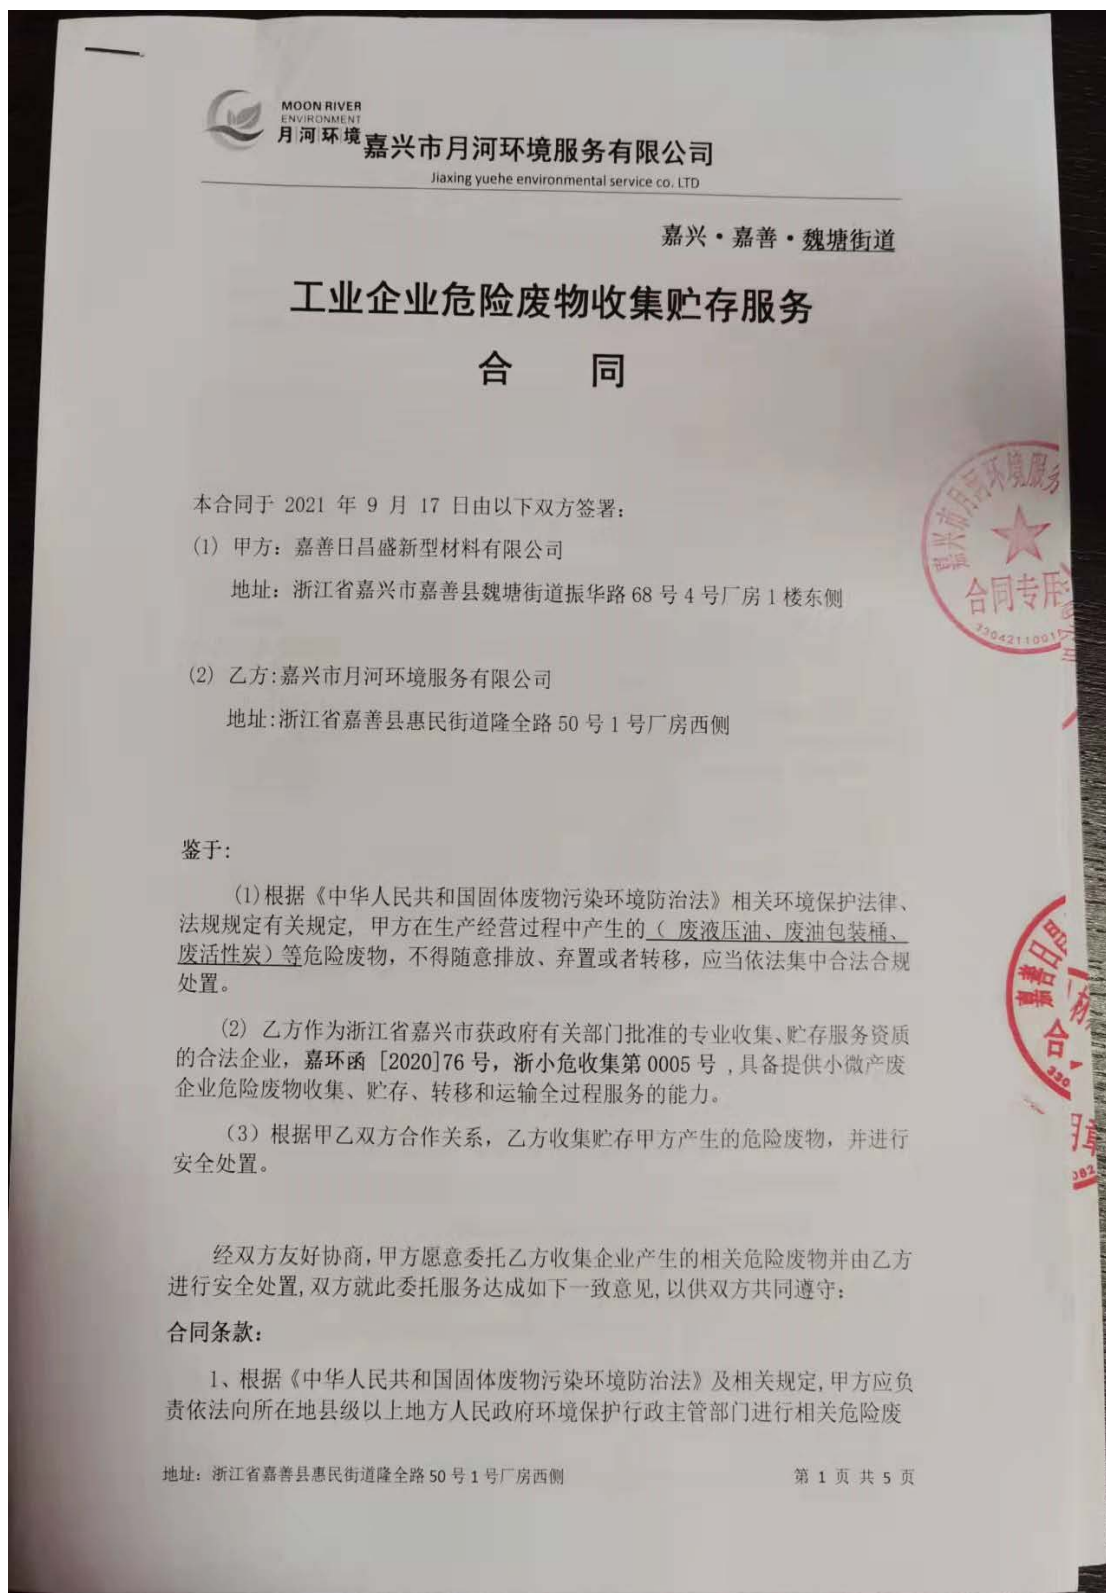 MOON RIVER
ENVIRONMENT
月河环境
嘉兴市月河环境服务有限公司
Jiaxing yuehe environmental service co. LTD
嘉兴·嘉善·魏塘街道
工业企业危险废物收集贮存服务
合 同
本合同于 2021 年 9 月 17 日由以下双方签署：
(1) 甲方：嘉善日昌盛新型材料有限公司
地址：浙江省嘉兴市嘉善县魏塘街道振华路 68 号 4 号厂房 1 楼东侧
(2) 乙方:嘉兴市月河环境服务有限公司
地址:浙江省嘉善县惠民街道隆全路 50 号 1 号厂房西侧
鉴于:
(1)根据《中华人民共和国固体废物污染环境防治法》相关环境保护法律、
法规规定有关规定，甲方在生产经营过程中产生的（ 废液压油、废油包装桶、
废活性炭）等危险废物，不得随意排放、弃置或者转移，应当依法集中合法合规
处置。
(2) 乙方作为浙江省嘉兴市获政府有关部门批准的专业收集、贮存服务资质
的合法企业，嘉环函 [2020]76 号，浙小危收集第 0005 号 ,具备提供小微产废
企业危险废物收集、贮存、转移和运输全过程服务的能力。
（3）根据甲乙双方合作关系，乙方收集贮存甲方产生的危险废物，并进行
安全处置。
经双方友好协商,甲方愿意委托乙方收集企业产生的相关危险废物并由乙方
进行安全处置,双方就此委托服务达成如下一致意见,以供双方共同遵守：
合同条款：
1、根据《中华人民共和国固体废物污染环境防治法》及相关规定,甲方应负
责依法向所在地县级以上地方人民政府环境保护行政主管部门进行相关危险废
地址：浙江省嘉善县惠民街道隆全路 50 号 1 号厂房西侧
第 1 页 共 5 页
嘉兴市月河环境服务
合同专用
嘉善日
合